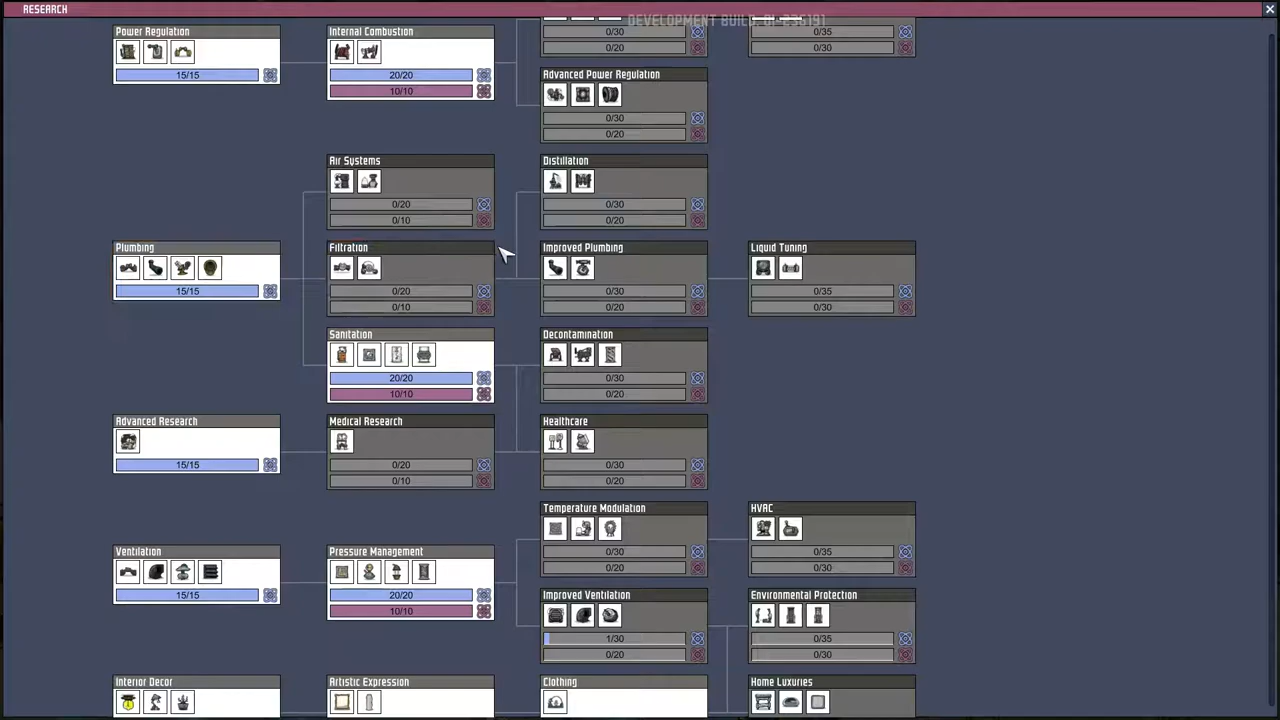 RESEARCH
DEVELOPMENT BUILD: OI-236191
0/30
0/20
0/35
0/30
Power Regulation
15/15
Internal Combustion
20/20
10/10
Advanced Power Regulation
0/30
0/20
Air Systems
0/20
0/10
Distillation
0/30
0/20
Plumbing
15/15
Filtration
0/20
0/10
Improved Plumbing
0/30
0/20
Liquid Tuning
0/35
0/30
Sanitation
20/20
10/10
Decontamination
0/30
0/20
Advanced Research
15/15
Medical Research
0/20
0/10
Healthcare
0/30
0/20
Temperature Modulation
0/30
0/20
HVAC
0/35
0/30
Ventilation
15/15
Pressure Management
20/20
10/10
Improved Ventilation
1/30
0/20
Environmental Protection
0/35
0/30
Interior Decor
Artistic Expression
Clothing
Home Luxuries